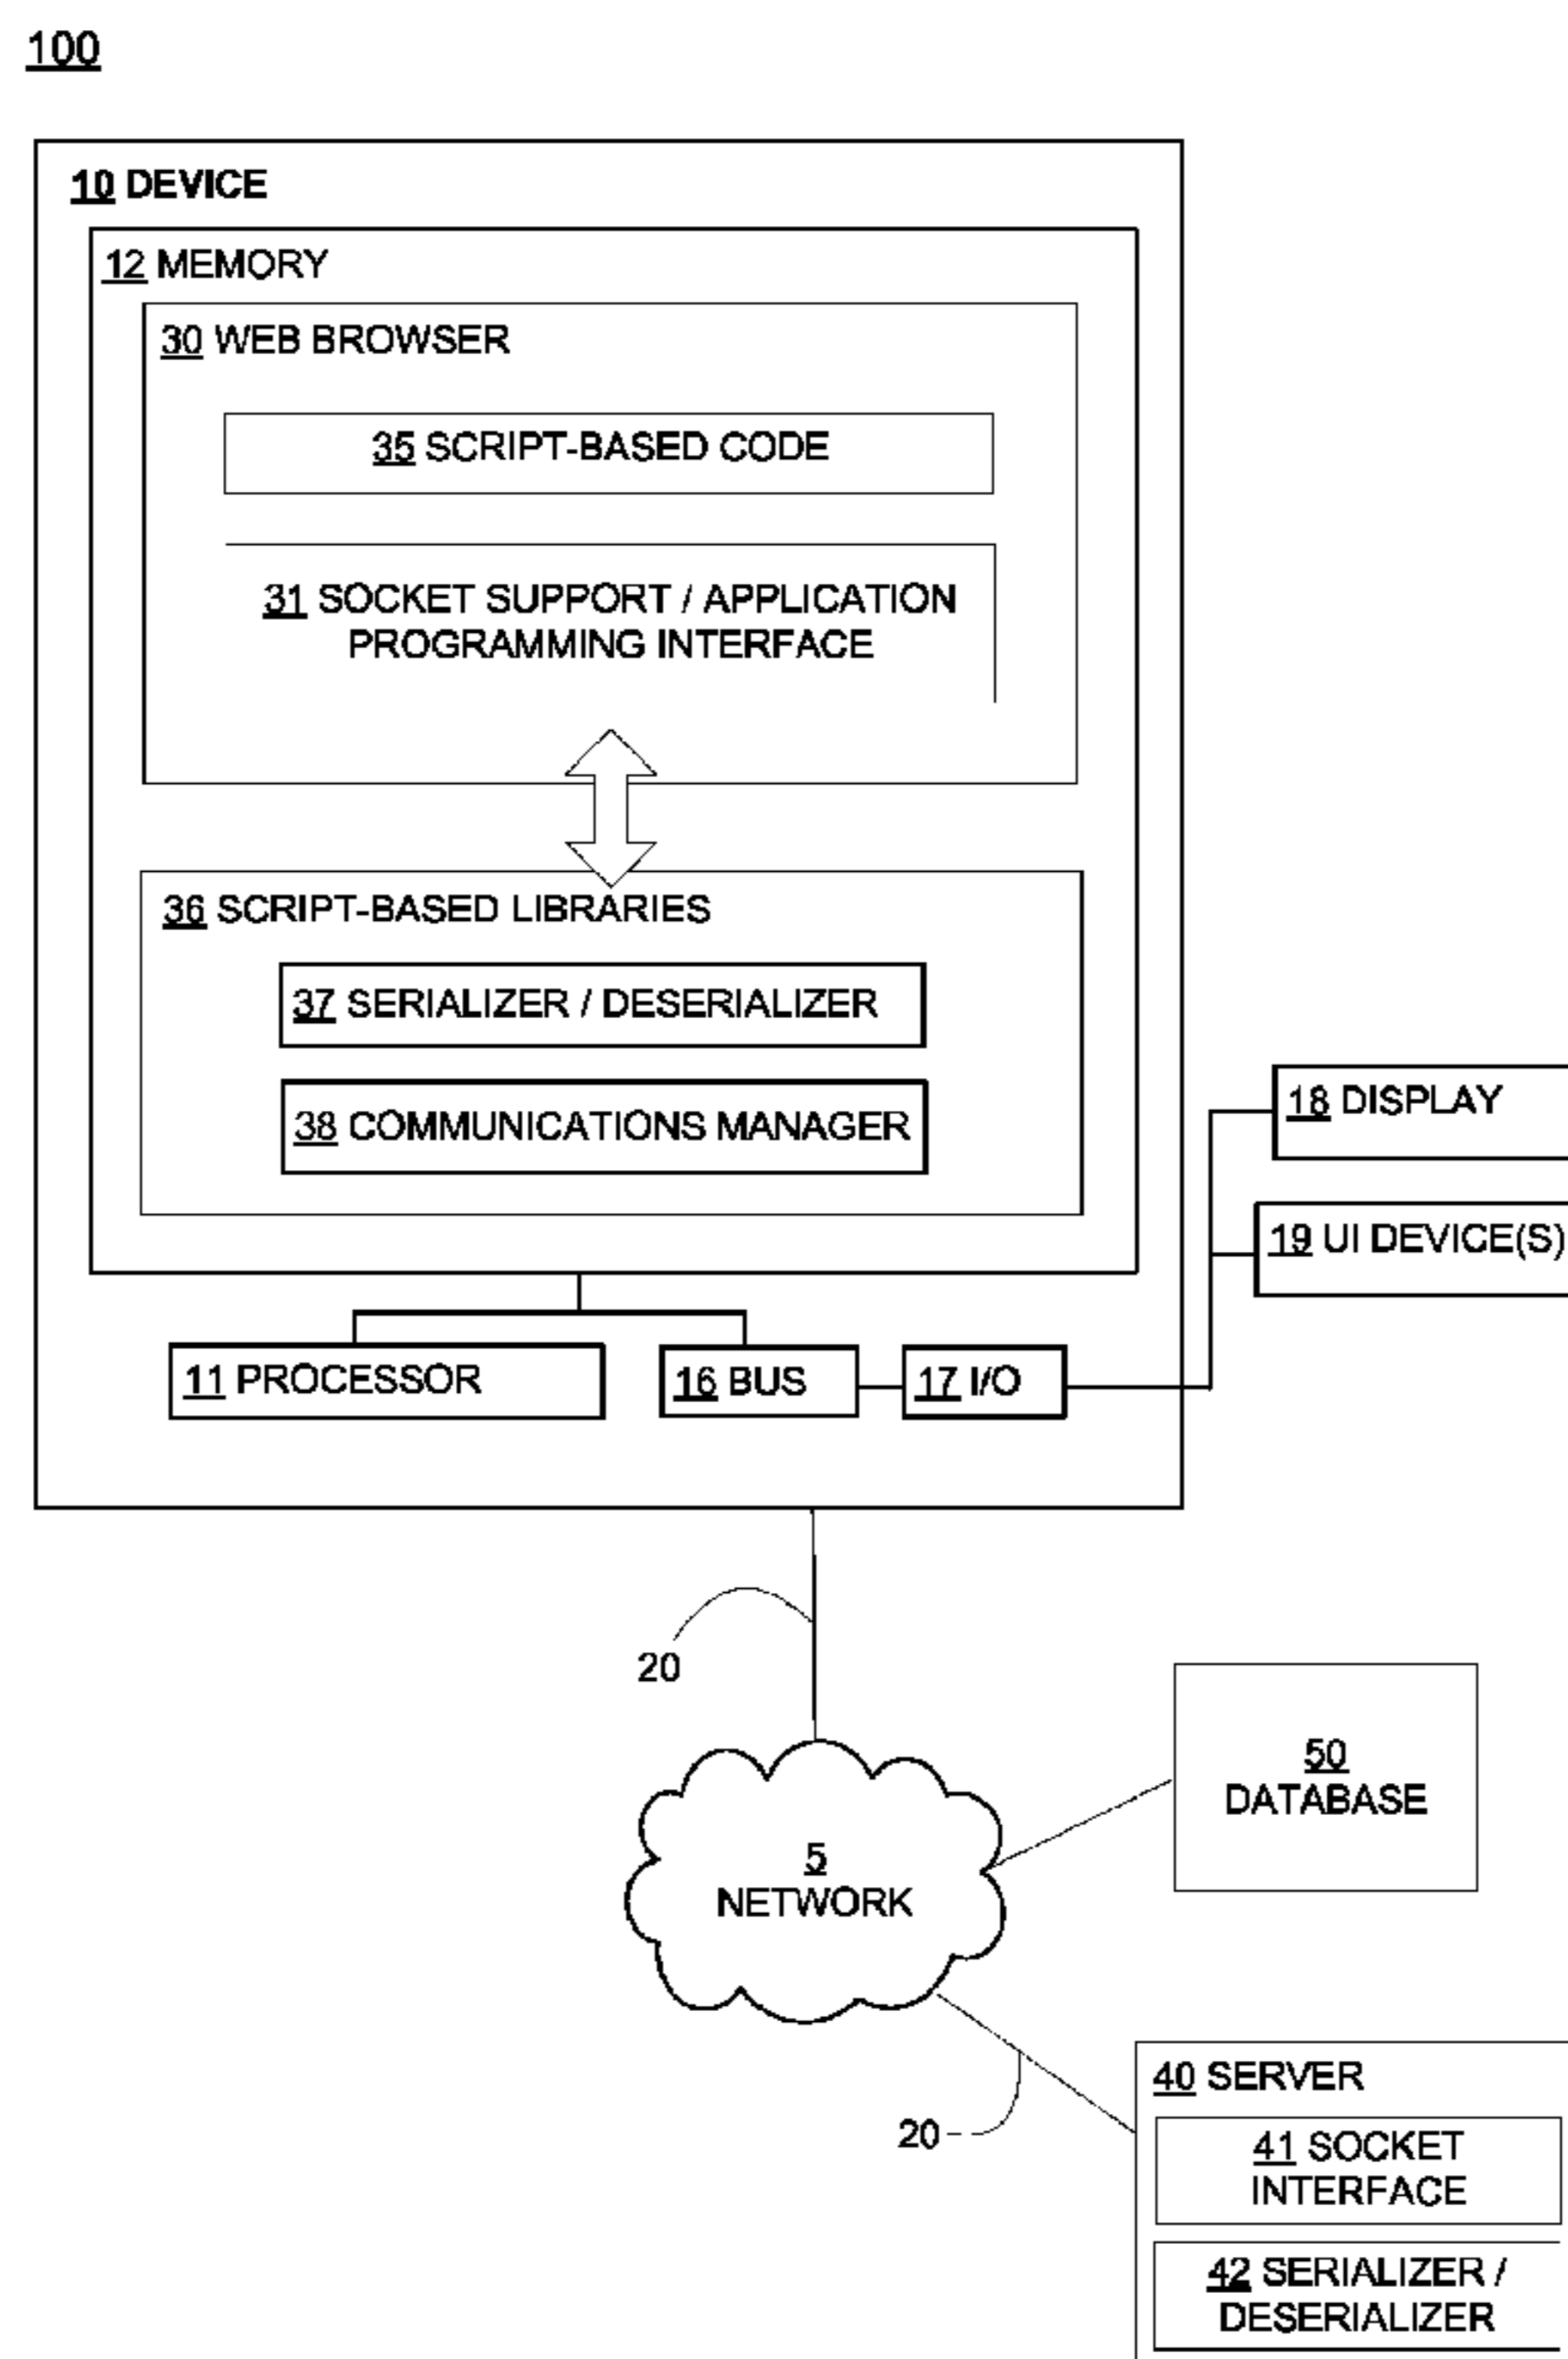 100
10 DEVICE
12 MEMORY
30 WEB BROWSER
35 SCRIPT-BASED CODE
31 SOCKET SUPPORT / APPLICATION
PROGRAMMING INTERFACE
36 SCRIPT-BASED LIBRARIES
37 SERIALIZER / DESERIALIZER
38 COMMUNICATIONS MANAGER
18 DISPLAY
19 UI DEVICE(S)
11 PROCESSOR
16 BUS
17 I/O
20
50
DATABASE
5
NETWORK
40 SERVER
20
41 SOCKET
INTERFACE
42 SERIALIZER /
DESERIALIZER